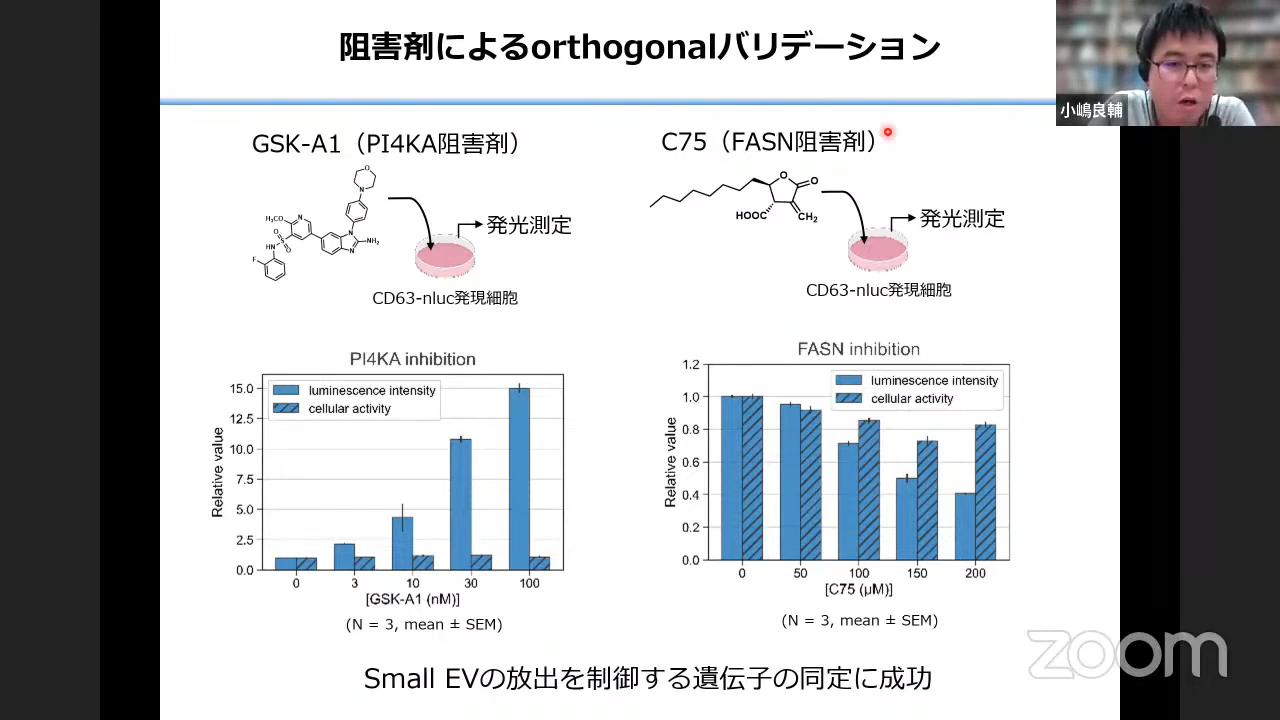 阻害剤によるorthogonalバリデーション
小嶋良輔
GSK-A1（PI4KA阻害剤）
C75（FASN阻害剤）
O
N
H₃CO
N
O
S
O
HN
F
N
N
NH₂
発光測定
CD63-nluc発現細胞
O
O
HOOC
CH₂
発光測定
CD63-nluc発現細胞
PI4KA inhibition
luminescence intensity
cellular activity
Relative value
15.0
12.5
10.0
7.5
5.0
2.5
0.0
0 3 10 30 100
[GSK-A1 (nM)]
(N = 3, mean ± SEM)
FASN inhibition
luminescence intensity
cellular activity
Relative value
1.2
1.0
0.8
0.6
0.4
0.2
0.0
0 50 100 150 200
[C75 (μM)]
(N = 3, mean ± SEM)
Small EVの放出を制御する遺伝子の同定に成功
zoom